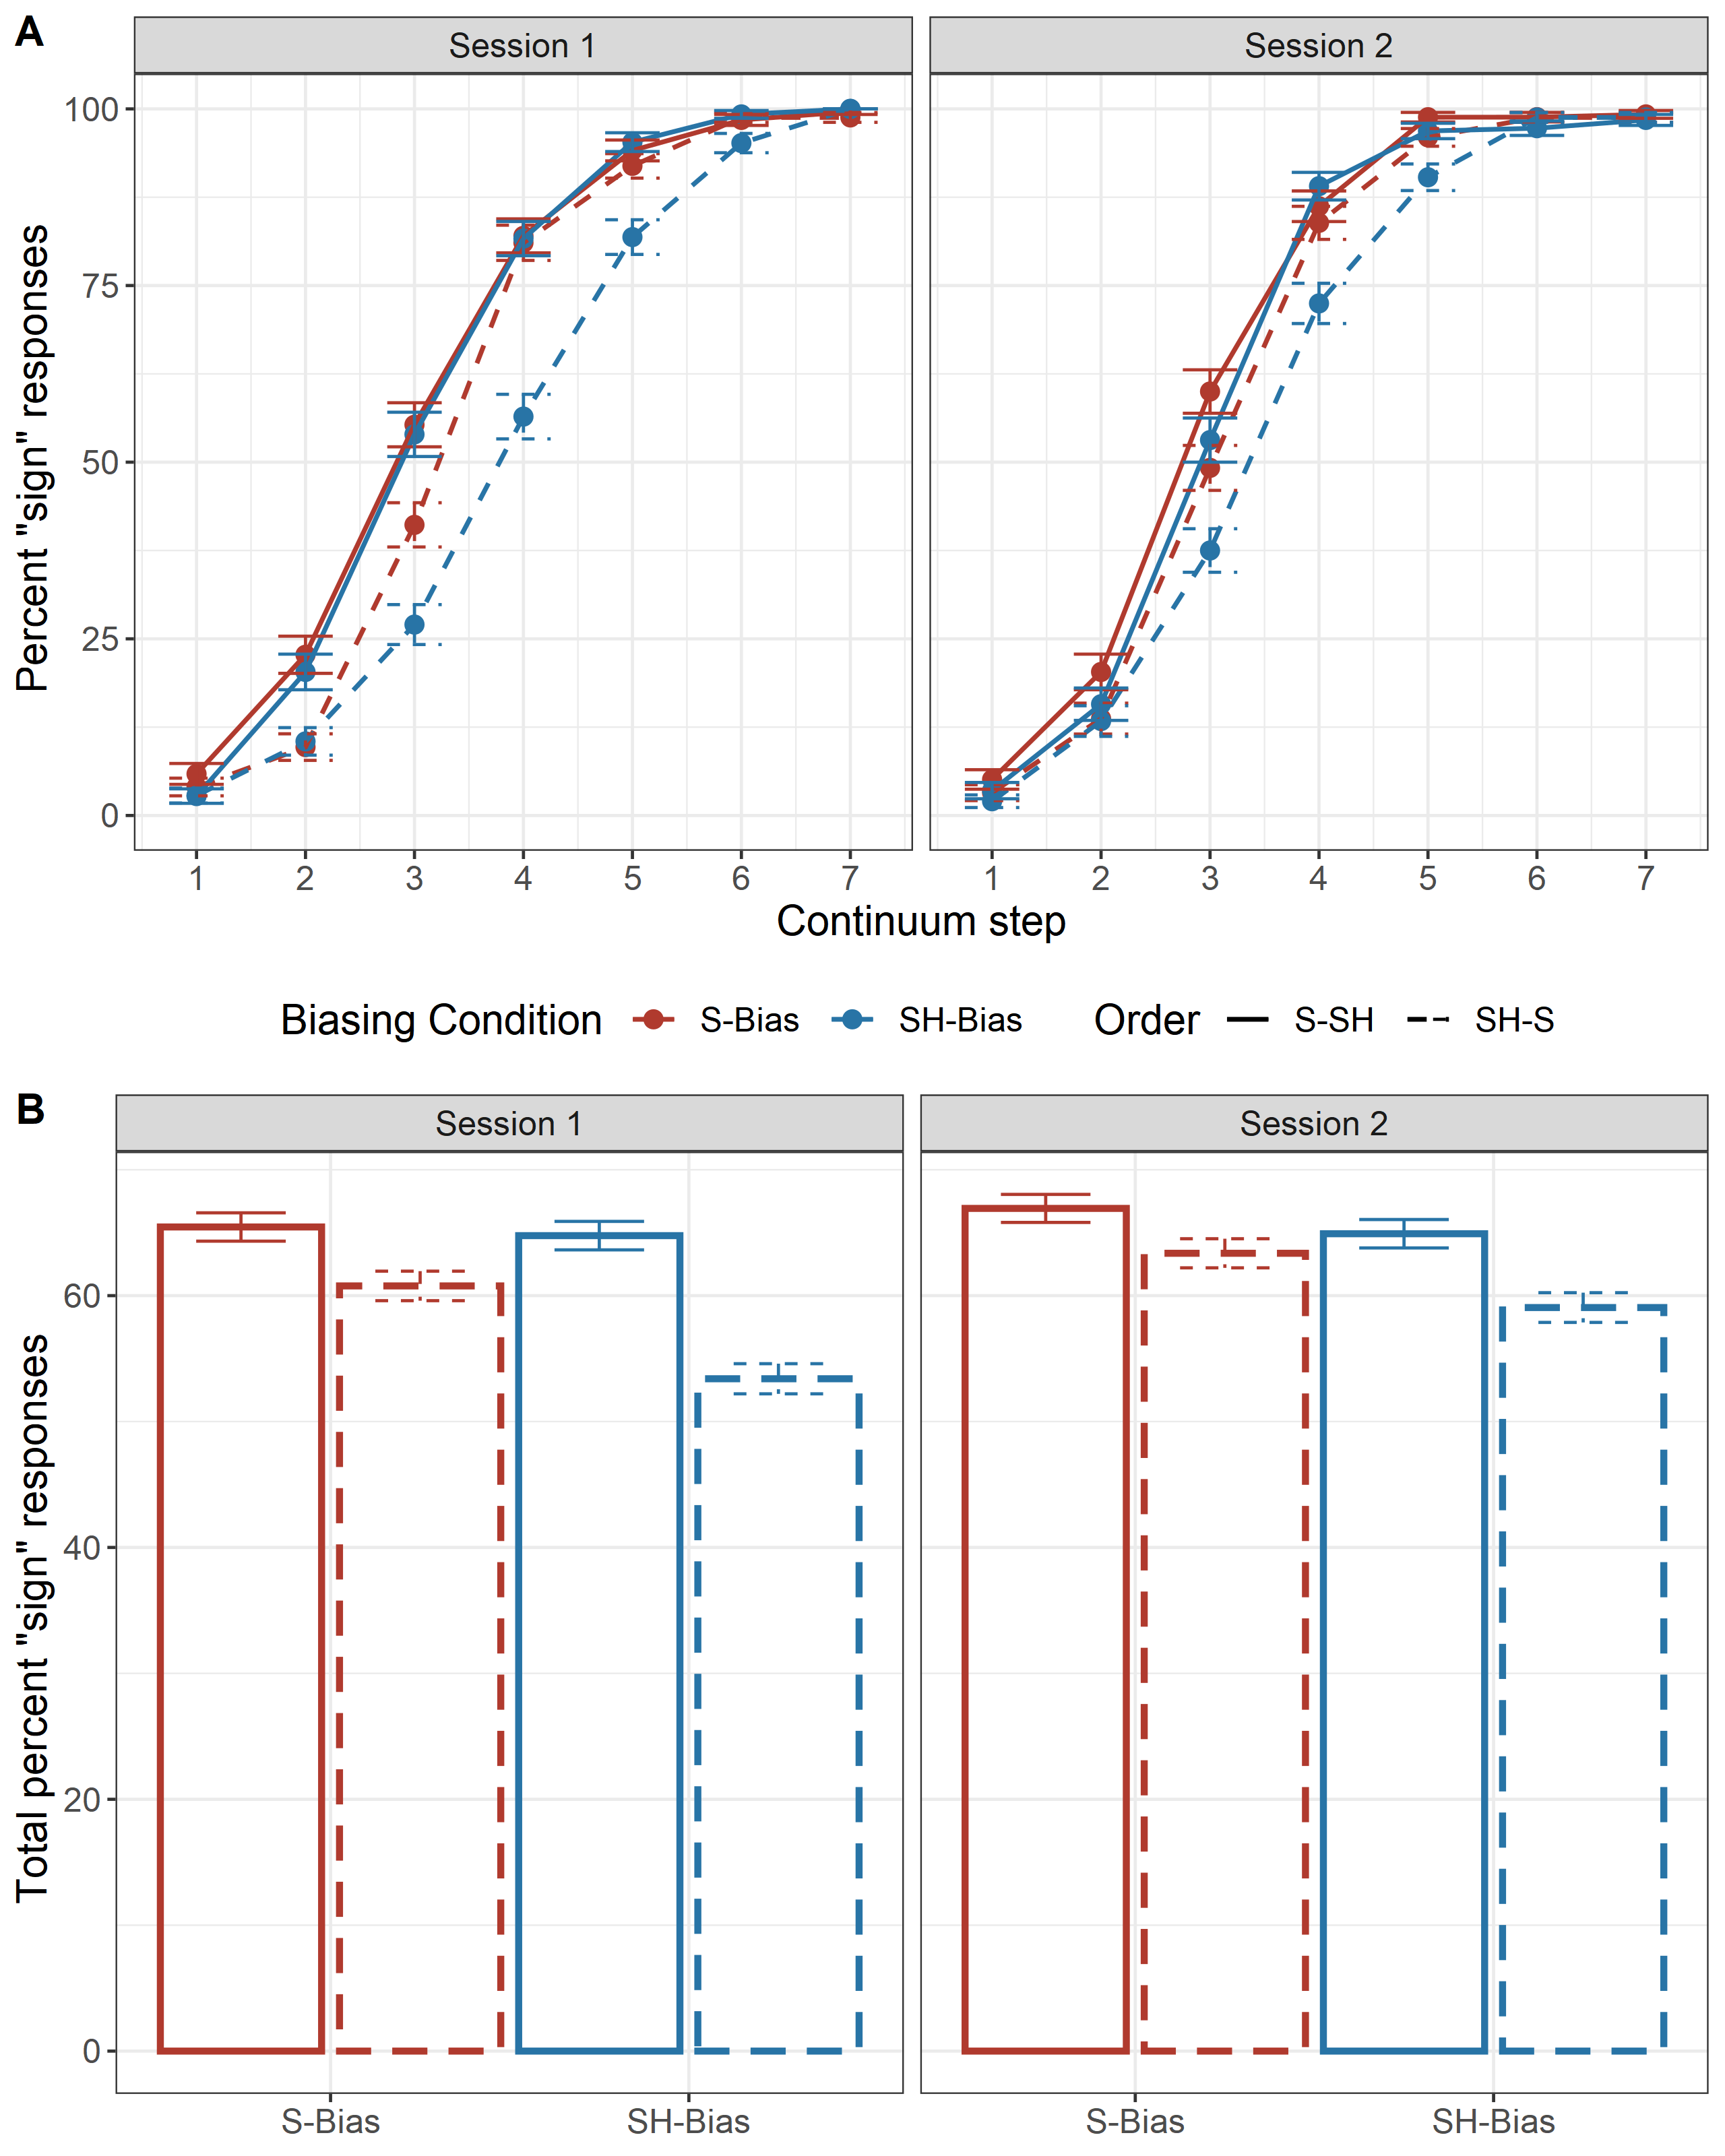 A
Session 1
Session 2
Percent "sign" responses
100
75
50
25
0
1 2 3 4 5 6 7
1 2 3 4 5 6 7
Continuum step
Biasing Condition S-Bias SH-Bias Order S-SH SH-S
B
Session 1
Session 2
Total percent "sign" responses
60
40
20
0
S-Bias SH-Bias
S-Bias SH-Bias